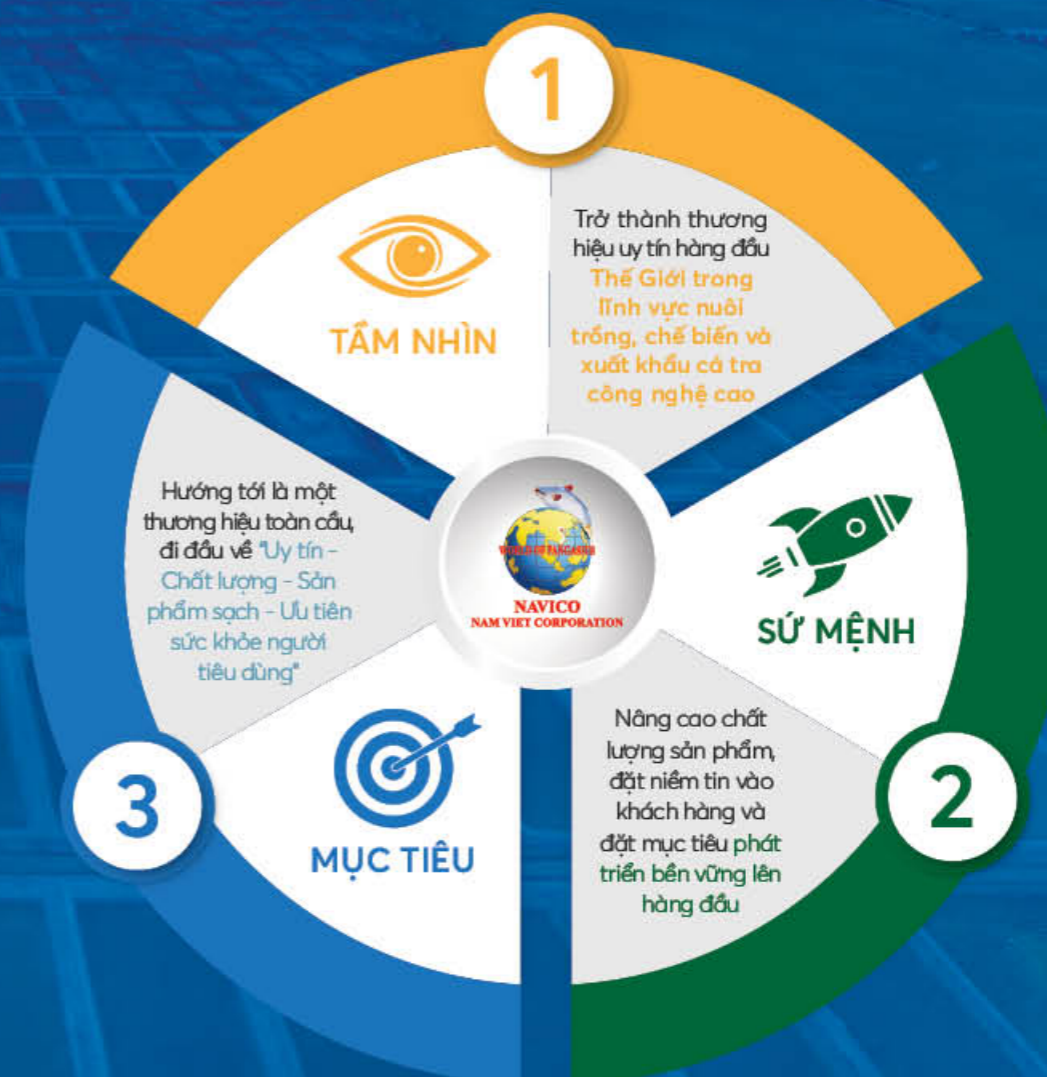 1
TẦM NHÌN
Trở thành thương
hiệu uy tín hàng đầu
Thế Giới trong
lĩnh vực nuôi
trồng, chế biến và
xuất khẩu cá tra
công nghệ cao
SỨ MỆNH
2
Nâng cao chất
lượng sản phẩm,
đặt niềm tin vào
khách hàng và
đặt mục tiêu phát
triển bền vững lên
hàng đầu
3
MỤC TIÊU
Hướng tới là một
thương hiệu toàn cầu,
đi đầu về "Uy tín -
Chất lượng - Sản
phẩm sạch - Ưu tiên
sức khỏe người
tiêu dùng"
WORLD OF PANGASIUS
NAVICO
NAM VIET CORPORATION